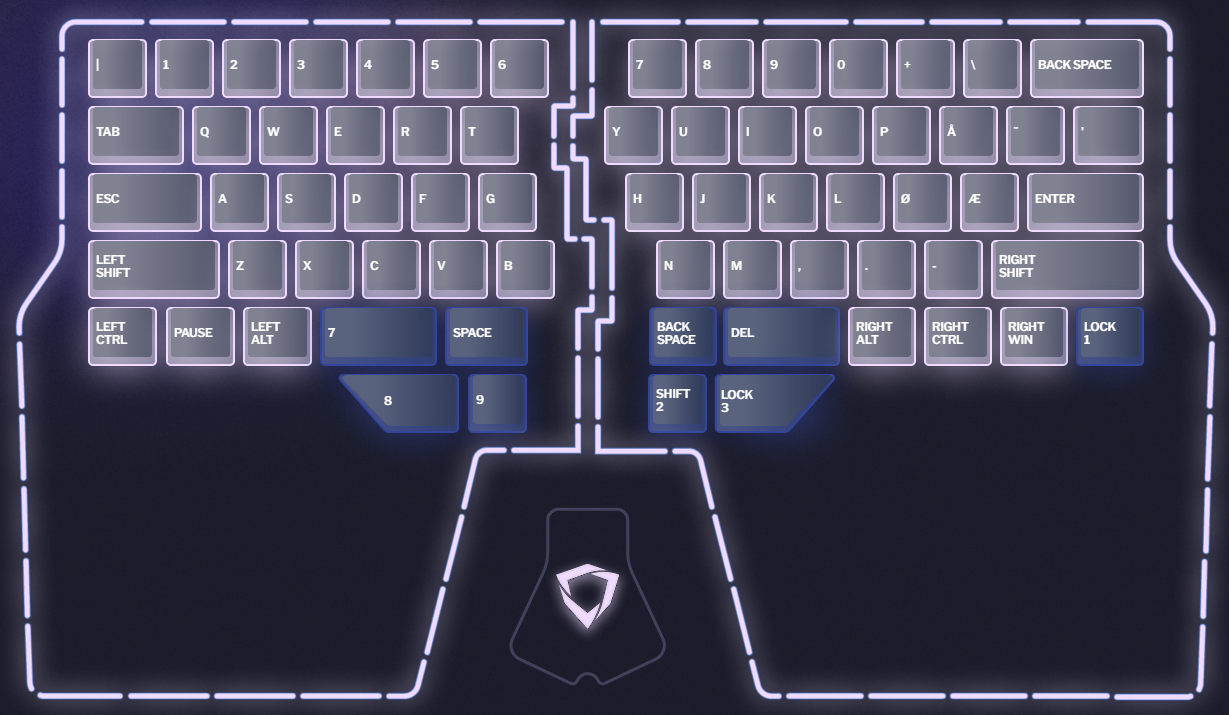 | 1 2 3 4 5 6 7 8 9 0 + \ BACK SPACE
TAB Q W E R T Y U I O P Å ¨ '
ESC A S D F G H J K L Ø Æ ENTER
LEFT
SHIFT
Z X C V B N M , . - RIGHT
SHIFT
LEFT
CTRL
PAUSE
LEFT
ALT
7 SPACE BACK
SPACE
DEL
RIGHT
ALT
RIGHT
CTRL
RIGHT
WIN
LOCK
1
8 9 SHIFT
2
LOCK
3